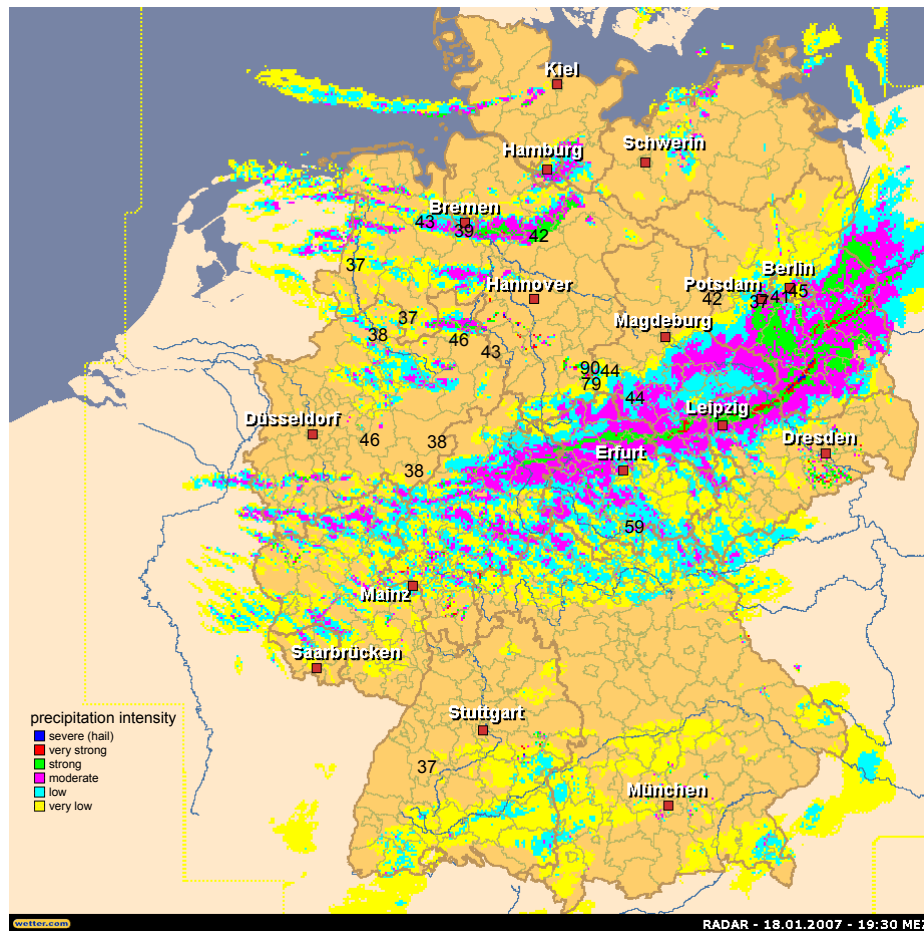 Kiel
Hamburg
Schwerin
Bremen
43
39
42
37
Hannover
Potsdam
Berlin
42
37
41
45
37
38
46
43
Magdeburg
90
44
79
44
Düsseldorf
46
38
38
Leipzig
Erfurt
Dresden
59
Mainz
Saarbrücken
Stuttgart
37
München
precipitation intensity
severe (hail)
very strong
strong
moderate
low
very low
wetter.com
RADAR - 18.01.2007 - 19:30 MEZ